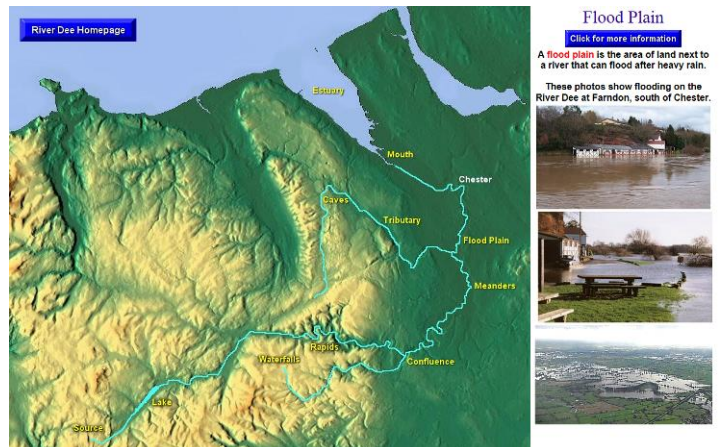 River Dee Homepage
Estuary
Mouth
Chester
Caves
Tributary
Flood Plain
Meanders
Rapids
Waterfalls
Confluence
Lake
Source
Flood Plain
Click for more information
A flood plain is the area of land next to
a river that can flood after heavy rain.
These photos show flooding on the
River Dee at Farndon, south of Chester.